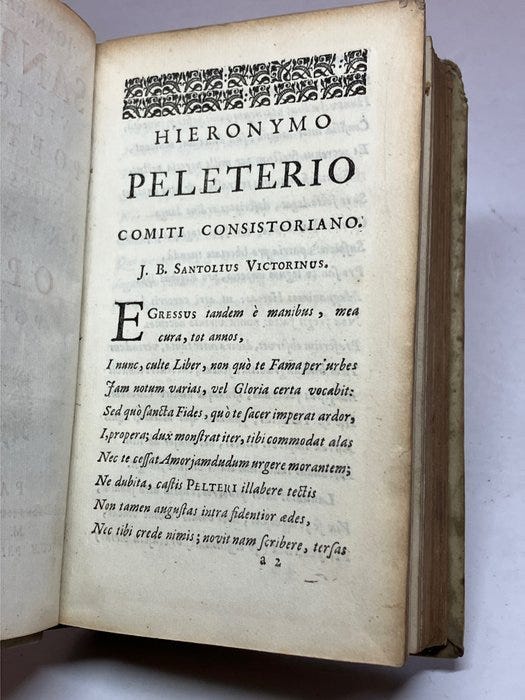 HIERONYMO
PELETERIO
COMITI CONSISTORIANO.
J. B. SANTOLIUS VICTORINUS.
EGRESSUS tandem è manibus, mea
cura, tot annos,
I nunc, culte Liber, non quò te Fama per urbes
Jam notum varias, vel Gloria certa vocabit:
Sed quò sancta Fides, quò te sacer imperat ardor,
I, propera; dux monstrat iter, tibi commodat alas
Nec te cessat Amor jamdudum urgere morantem;
Ne dubita, castis PELTERI illabere tectis
Non tamen augustas intra fidentior ædes,
Nec tibi crede nimis; novit nam scribere, tersas
a 2